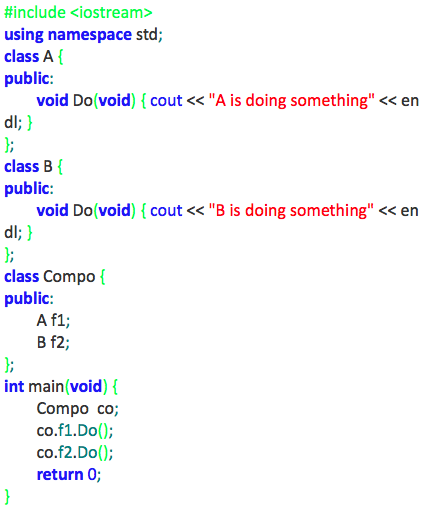 #include <iostream>
using namespace std;
class A {
public:
    void Do(void) { cout << "A is doing something" << en
dl; }
};
class B {
public:
    void Do(void) { cout << "B is doing something" << en
dl; }
};
class Compo {
public:
    A f1;
    B f2;
};
int main(void) {
    Compo  co;
    co.f1.Do();
    co.f2.Do();
    return 0;
}